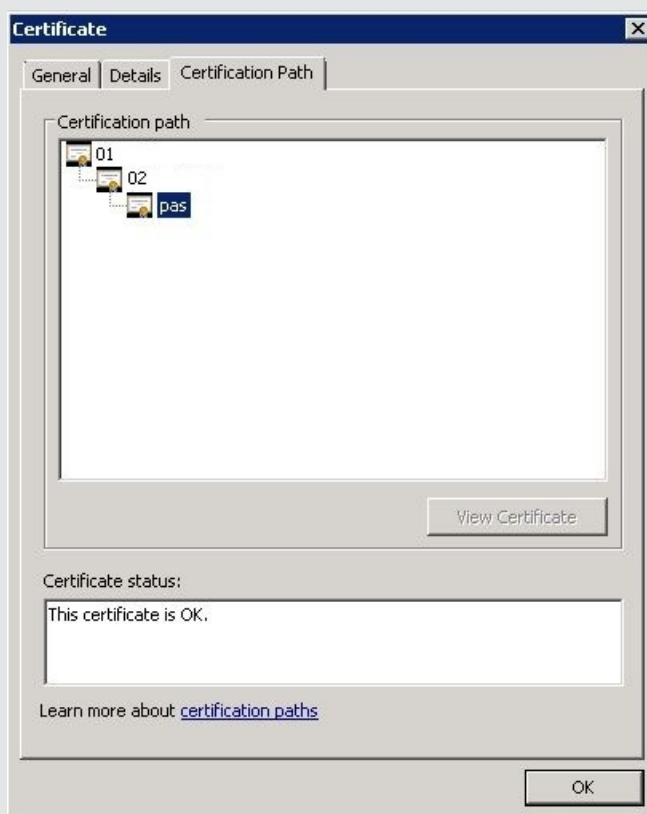 Certificate
General Details Certification Path
Certification path
01
02
pas
View Certificate
Certificate status:
This certificate is OK.
Learn more about certification paths
OK